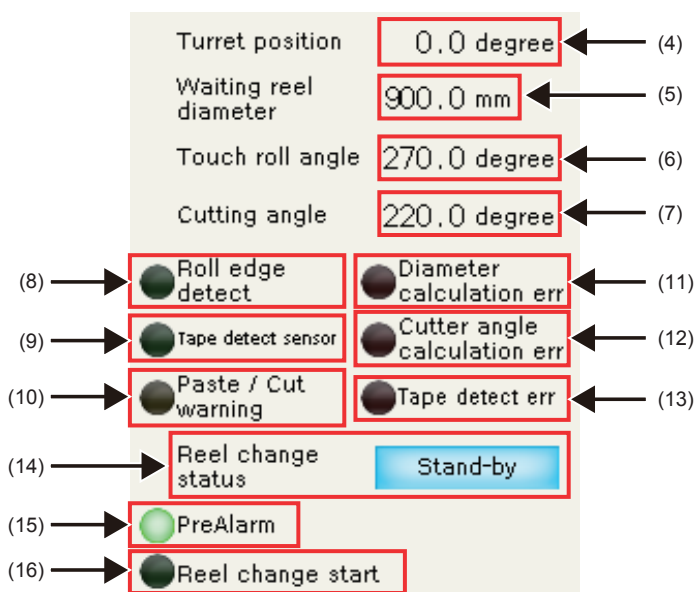 Turret position 0.0 degree (4)
Waiting reel
diameter 900.0 mm (5)
Touch roll angle 270.0 degree (6)
Cutting angle 220.0 degree (7)
(8) Roll edge
detect
Diameter
calculation err (11)
(9) Tape detect sensor
Cutter angle
calculation err (12)
(10) Paste / Cut
warning
Tape detect err (13)
(14) Reel change
status Stand-by
(15) PreAlarm
(16) Reel change start